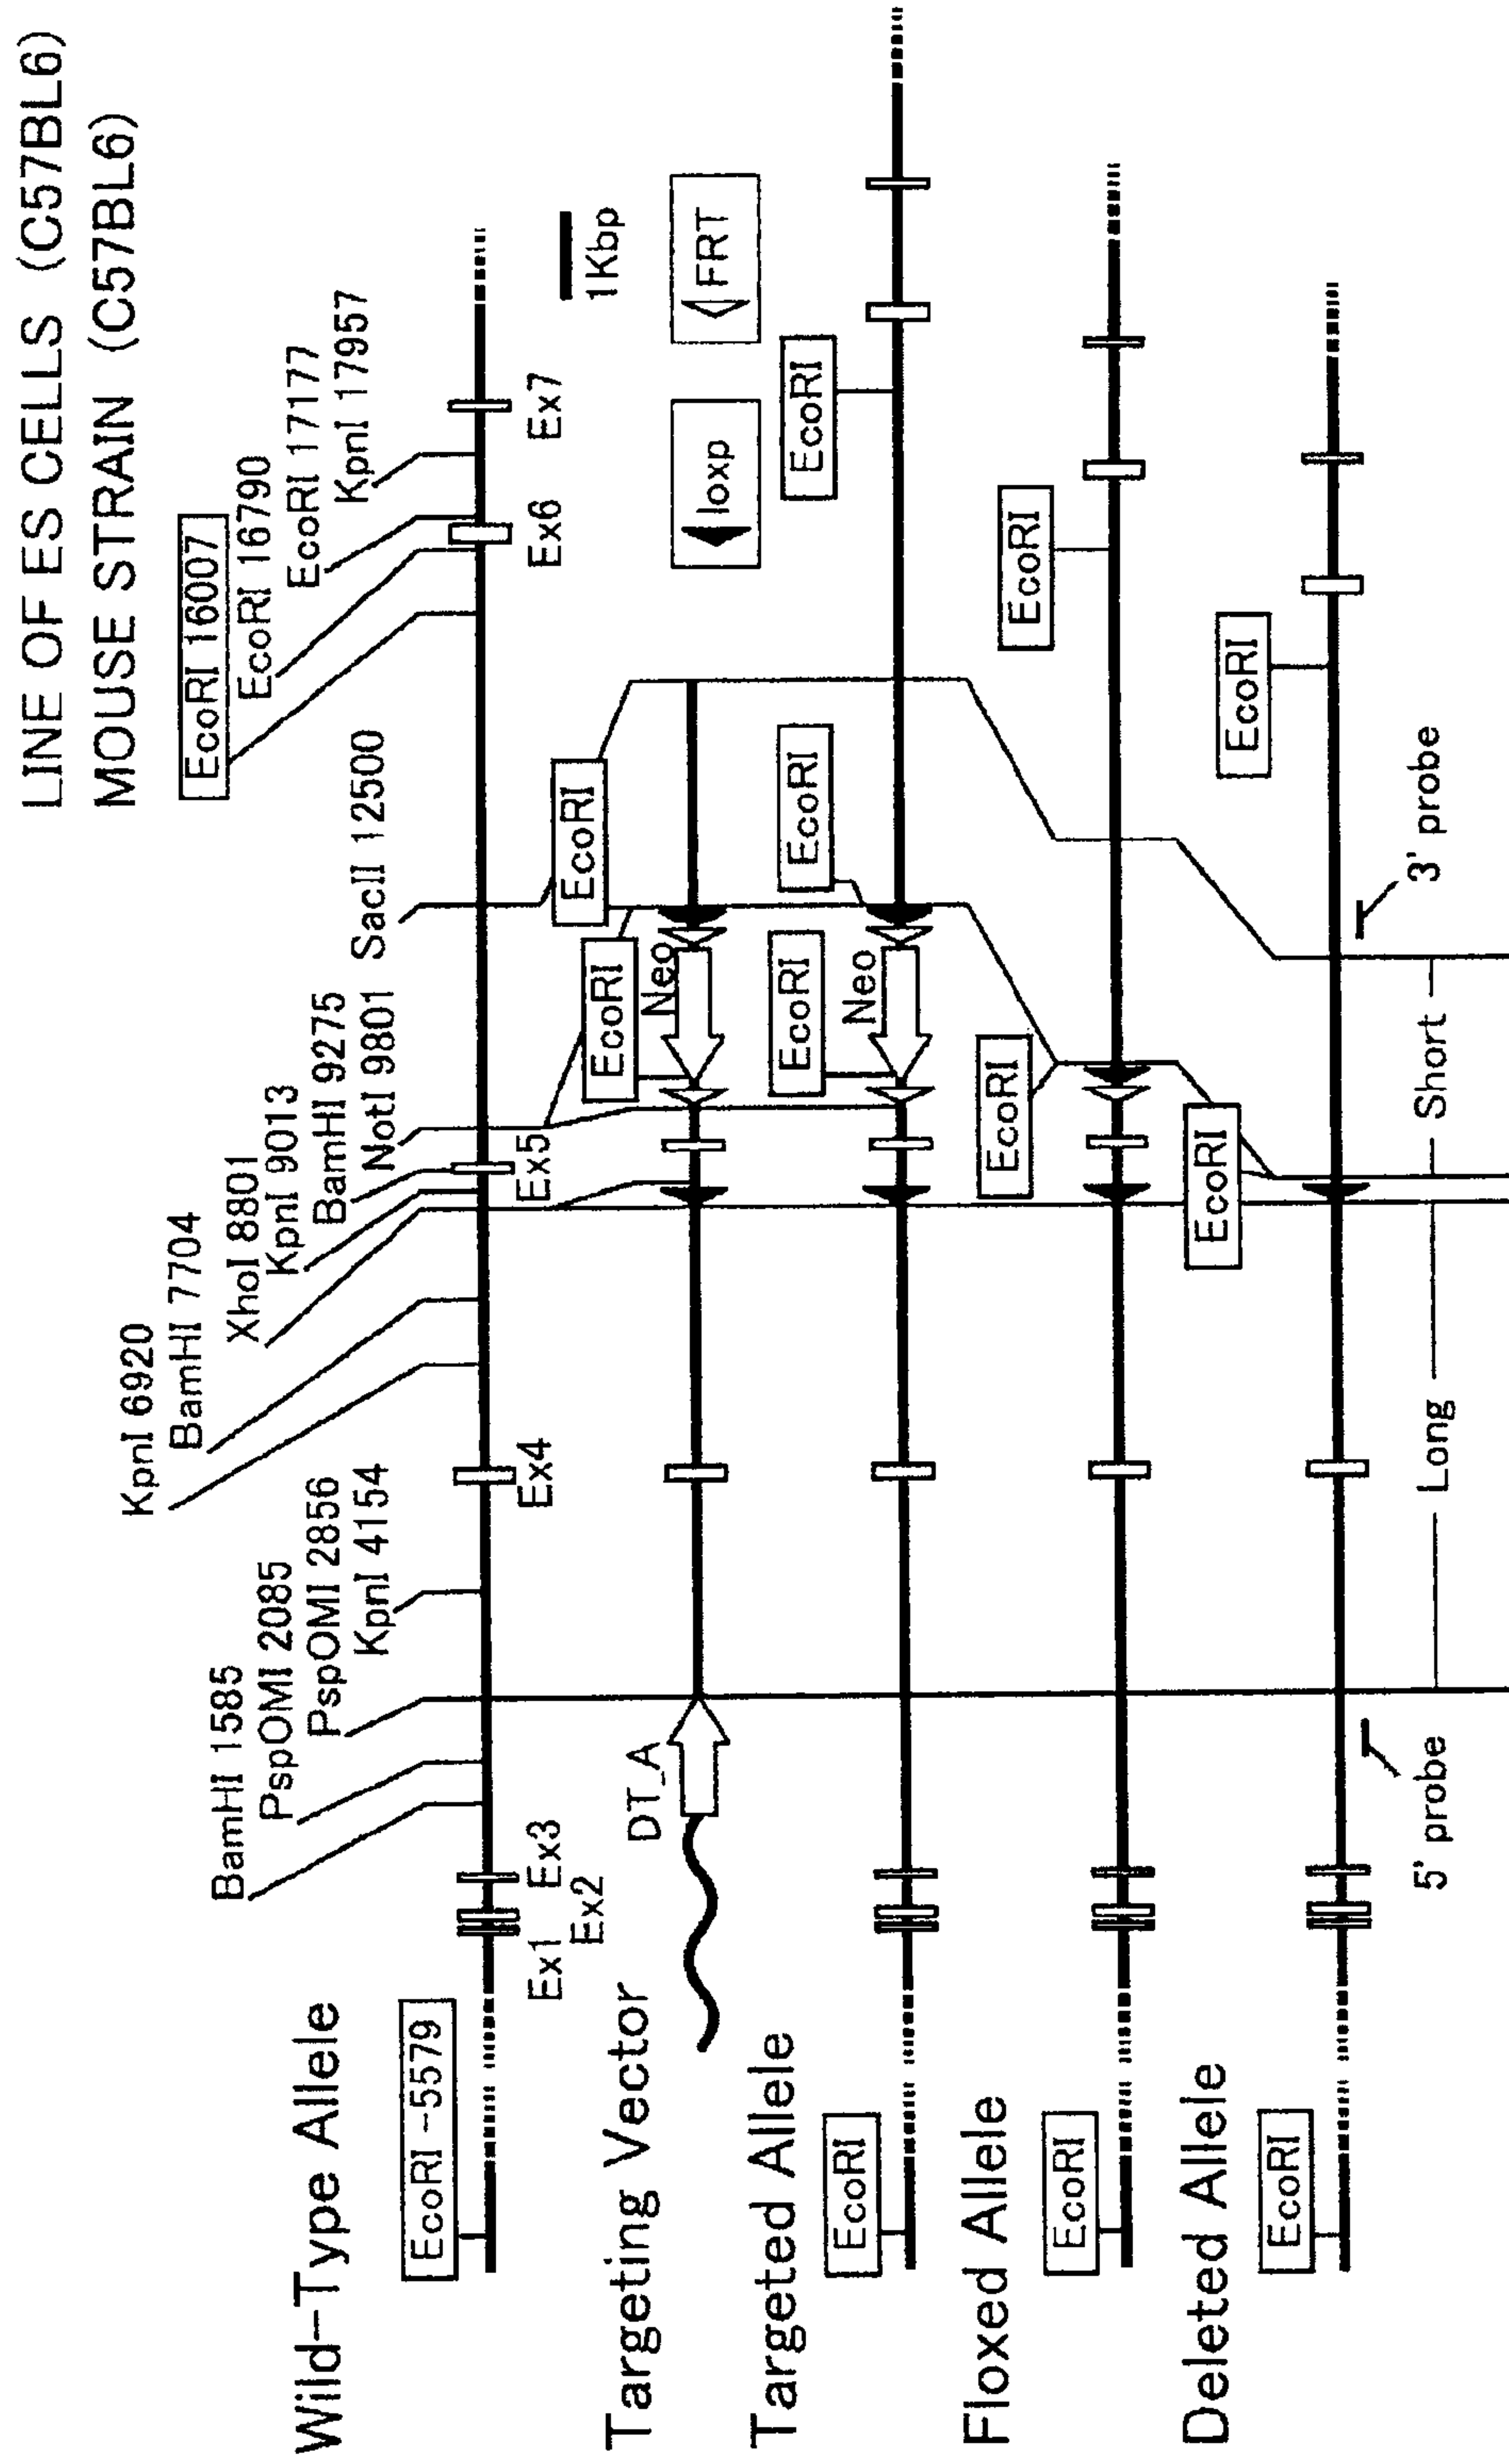 LINE OF ES CELLS (C57BL6)
MOUSE STRAIN (C57BL6)
Wild-Type Allele
EcoRI -5579
BamHI 1585
PspOMI 2085
PspOMI 2856
KpnI 4154
KpnI 6920
BamHI 7704
XhoI 8801
KpnI 9013
BamHI 9275
NotI 9801
SacII 12500
EcoRI 16007
EcoRI 16790
EcoRI 17177
KpnI 17957
Ex1
Ex2
Ex3
Ex4
Ex5
Ex6
Ex7
1Kbp
Targeting Vector
DT_A
EcoRI
Neo
EcoRI
loxp
FRT
Targeted Allele
EcoRI
EcoRI
Neo
EcoRI
EcoRI
Floxed Allele
EcoRI
EcoRI
EcoRI
Deleted Allele
EcoRI
EcoRI
EcoRI
5' probe
3' probe
Long
Short